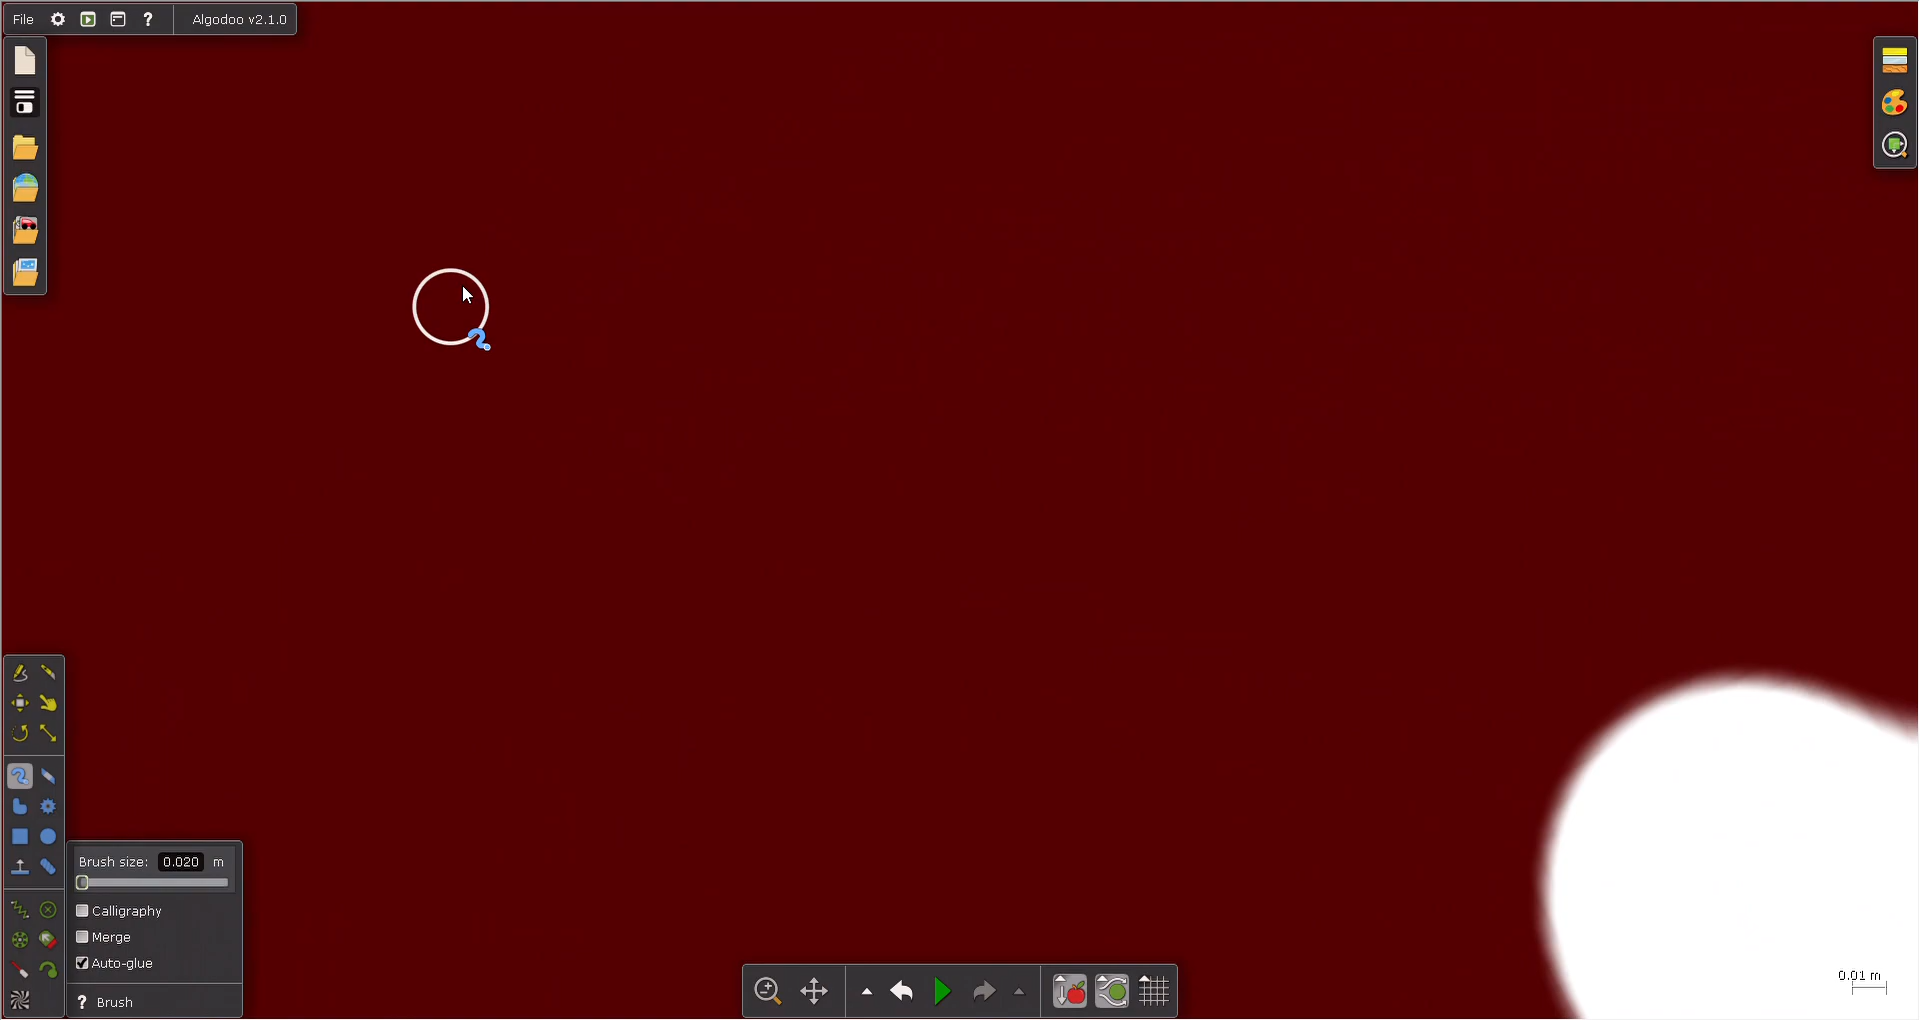 File ? Algodoo v2.1.0
Brush size: 0.020 m
Calligraphy
Merge
Auto-glue
? Brush
0.01 m